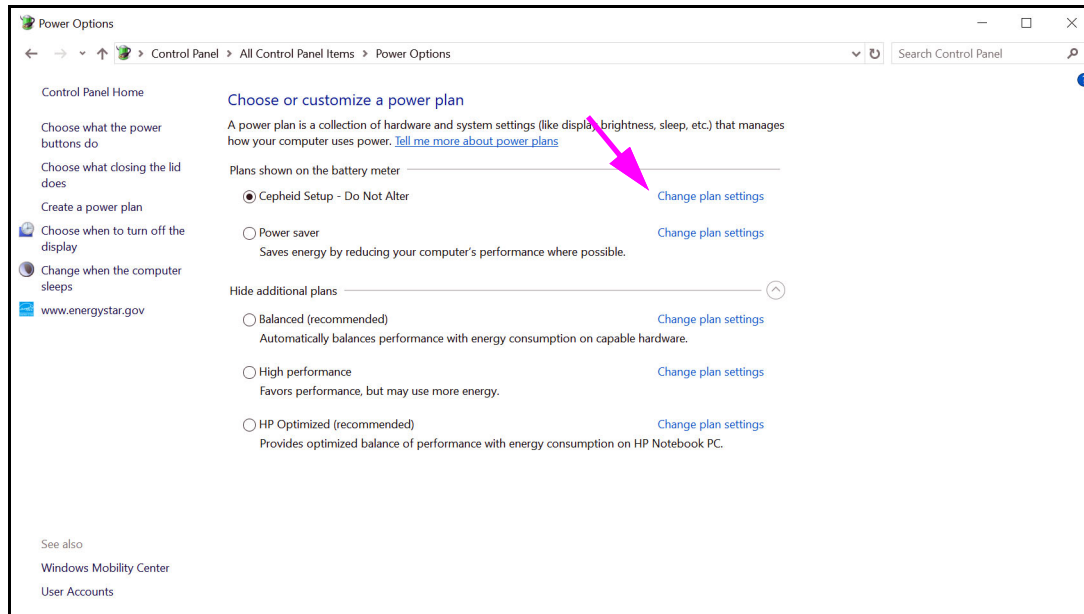 Power Options
Control Panel > All Control Panel Items > Power Options
Search Control Panel
Control Panel Home
Choose what the power
buttons do
Choose what closing the lid
does
Create a power plan
Choose when to turn off the
display
Change when the computer
sleeps
www.energystar.gov
Choose or customize a power plan
A power plan is a collection of hardware and system settings (like display brightness, sleep, etc.) that manages
how your computer uses power. Tell me more about power plans
Plans shown on the battery meter
Cepheid Setup - Do Not Alter Change plan settings
Power saver Change plan settings
Saves energy by reducing your computer's performance where possible.
Hide additional plans
Balanced (recommended) Change plan settings
Automatically balances performance with energy consumption on capable hardware.
High performance Change plan settings
Favors performance, but may use more energy.
HP Optimized (recommended) Change plan settings
Provides optimized balance of performance with energy consumption on HP Notebook PC.
See also
Windows Mobility Center
User Accounts